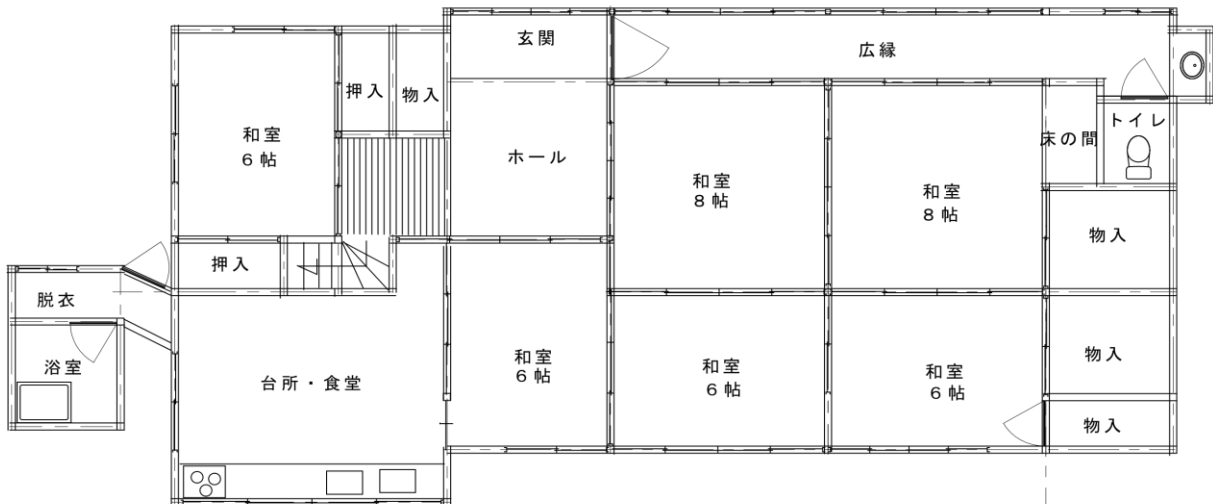 玄関
広縁
押入
物入
和室
6帖
ホール
トイレ
床の間
和室
8帖
和室
8帖
物入
押入
脱衣
浴室
台所・食堂
和室
6帖
和室
6帖
和室
6帖
物入
物入